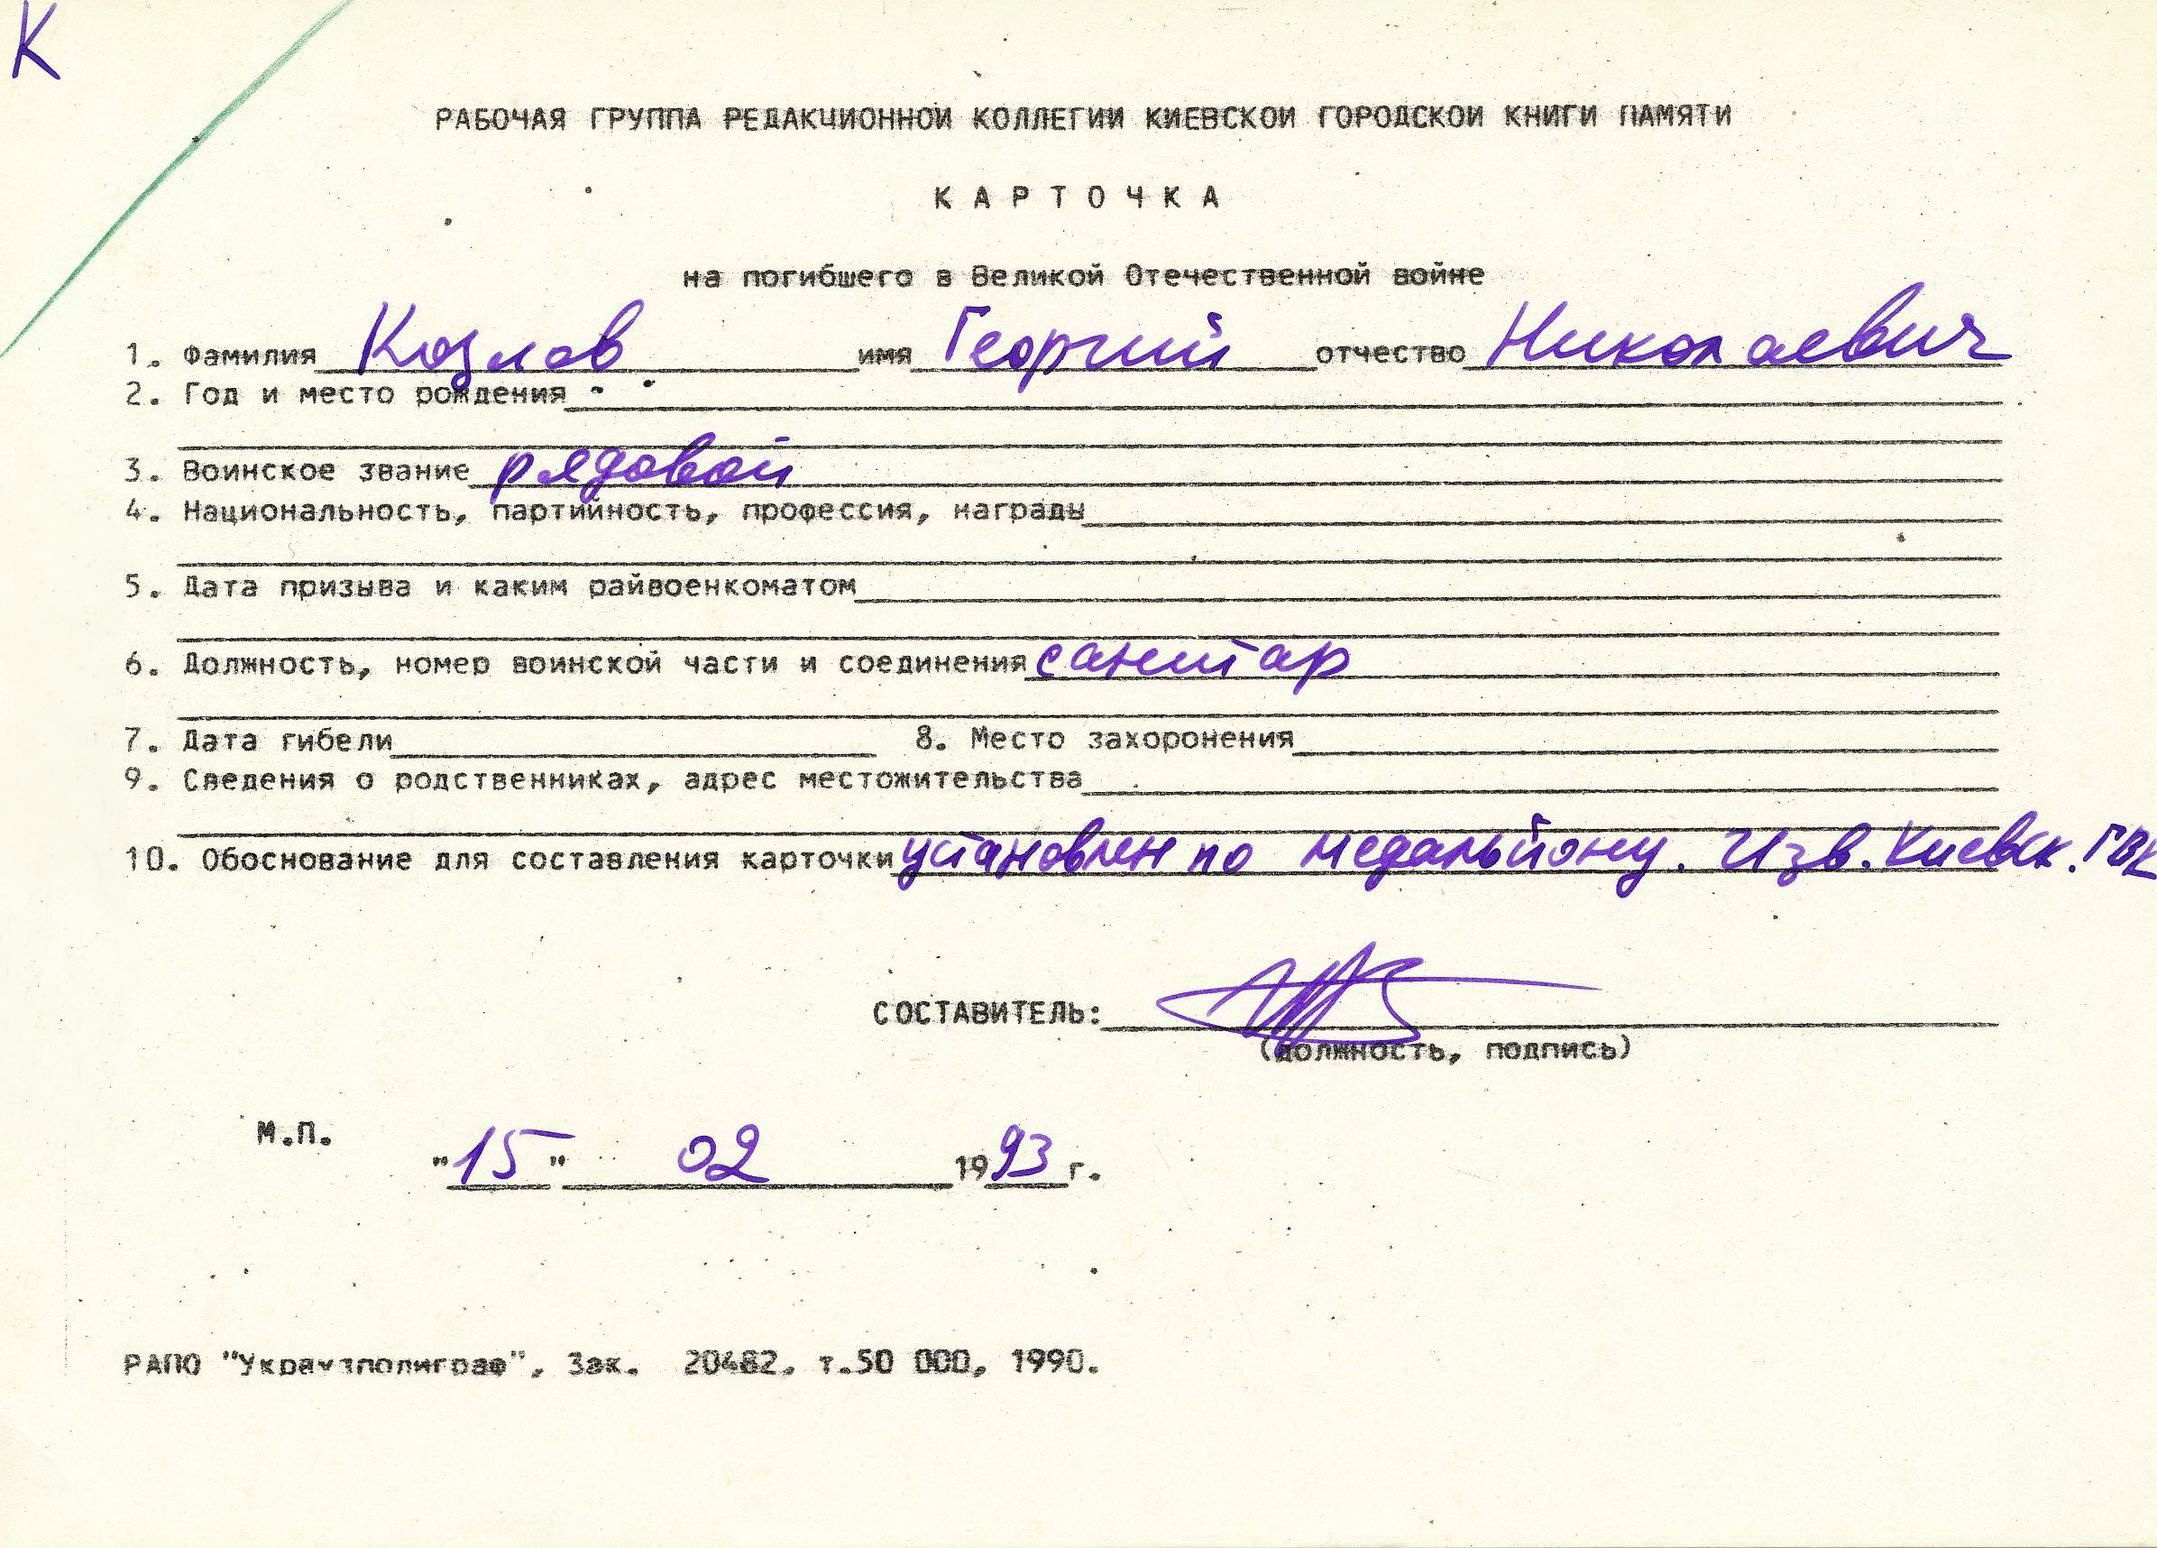 К
РАБОЧАЯ ГРУППА РЕДАКЦИОННОЙ КОЛЛЕГИИ КИЕВСКОЙ ГОРОДСКОЙ КНИГИ ПАМЯТИ
КАРТОЧКА
на погибшего в Великой Отечественной войне
1. Фамилия Козлов имя Георгий отчество Николаевич
2. Год и место рождения -
3. Воинское звание рядовой
4. Национальность, партийность, профессия, награды
5. Дата призыва и каким райвоенкоматом
6. Должность, номер воинской части и соединения санитар
7. Дата гибели 8. Место захоронения
9. Сведения о родственниках, адрес местожительства
10. Обоснование для составления карточки установлен по медальйону. Изв. Киевск. ГВК
СОСТАВИТЕЛЬ:
(должность, подпись)
М.П.
"15" 02 1993 г.
РАПО "Укрвузполиграф", Зак. 20482, т.50 000, 1990.